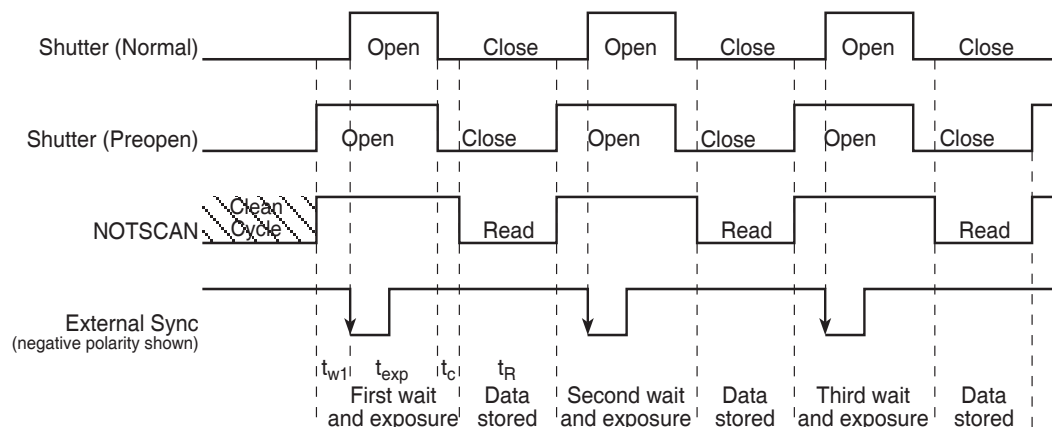 Shutter (Normal) Open Close Open Close Open Close
Shutter (Preopen) Open Close Open Close Open Close
Clean
Cycle
NOTSCAN Read Read Read
External Sync
(negative polarity shown)
tw1 texp tc tR
First wait Data Second wait Data Third wait Data
and exposure stored and exposure stored and exposure stored